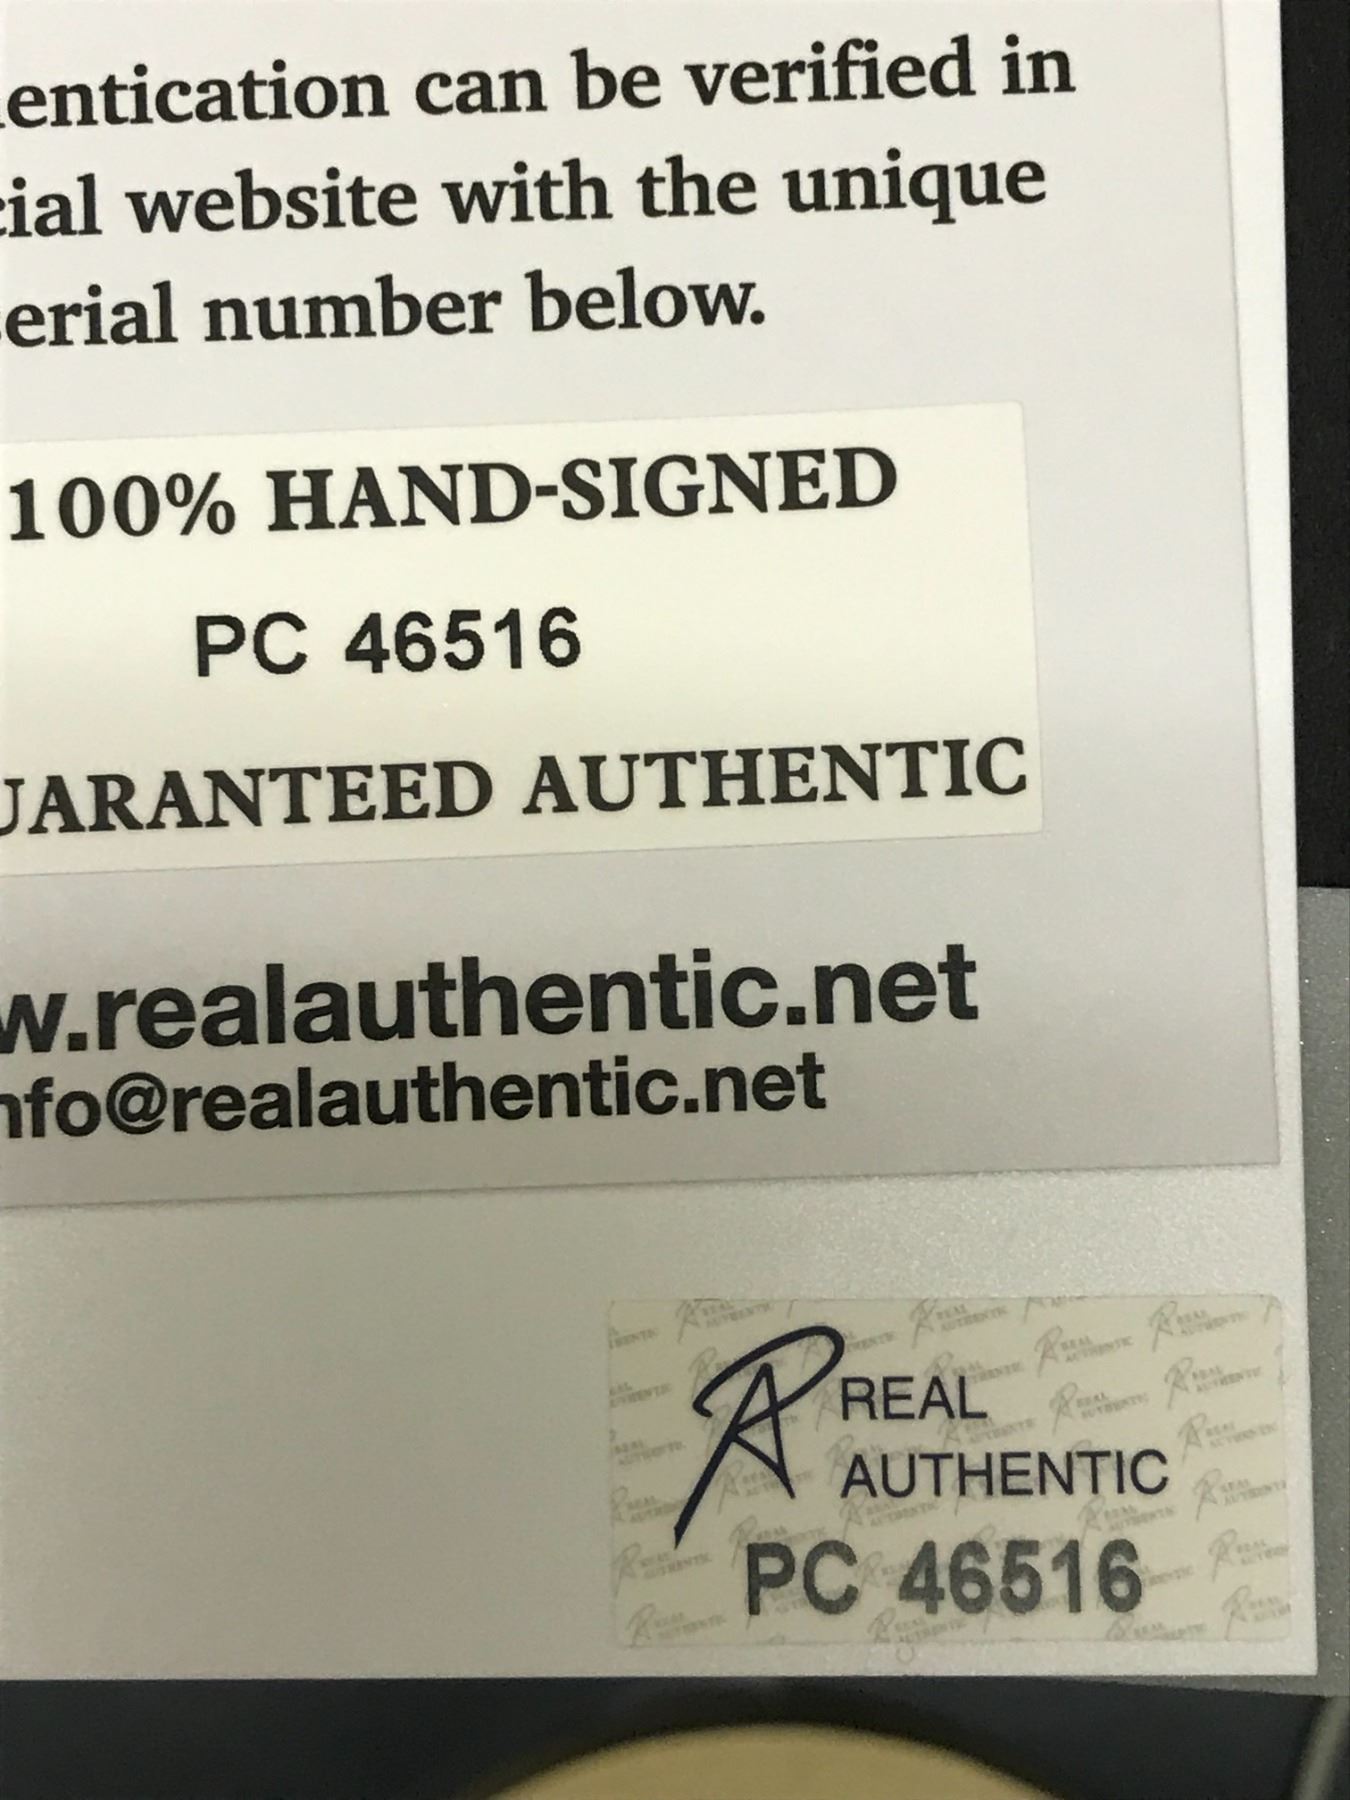 entication can be verified in
cial website with the unique
serial number below.
100% HAND-SIGNED
PC 46516
UARANTEED AUTHENTIC
w.realauthentic.net
nfo@realauthentic.net
REAL
AUTHENTIC
PC 46516